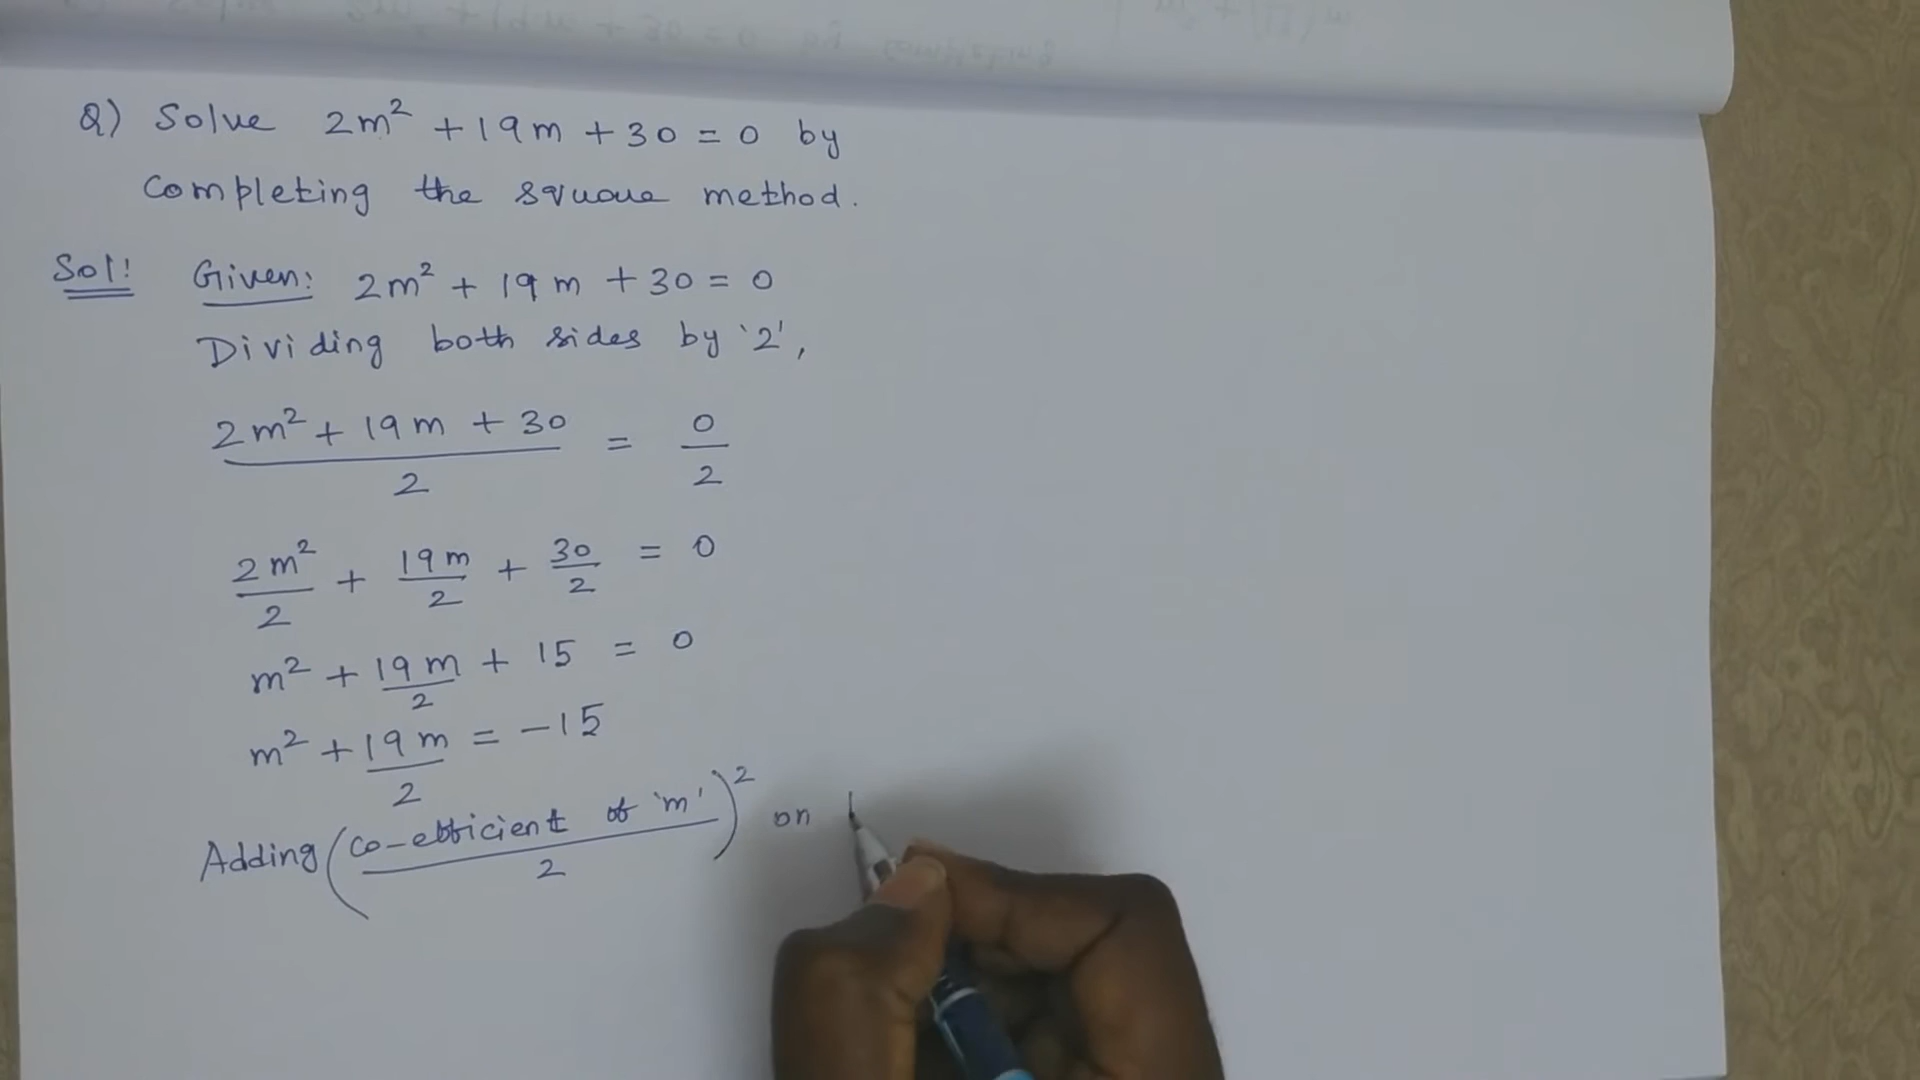 Q) Solve 2m² + 19m + 30 = 0 by
completing the square method.
Sol! Given: 2m² + 19m + 30 = 0
Dividing both sides by '2',
(2m² + 19m + 30)/2 = 0/2
2m²/2 + 19m/2 + 30/2 = 0
m² + 19m/2 + 15 = 0
m² + 19m/2 = -15
Adding (co-efficient of 'm'/2)² on